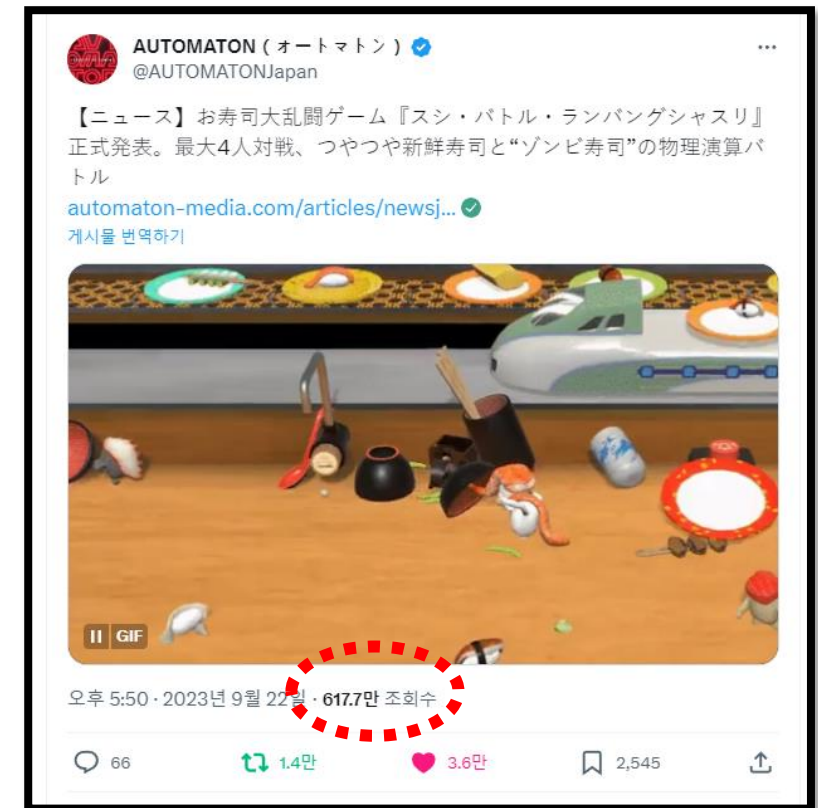 AUTOMATON（オートマトン）
@AUTOMATONJapan
【ニュース】お寿司大乱闘ゲーム『スシ・バトル・ランバングシャスリ』
正式発表。最大4人対戦、つやつや新鮮寿司と“ゾンビ寿司”の物理演算バ
トル
automaton-media.com/articles/newsj...
게시물 번역하기
GIF
오후 5:50 · 2023년 9월 22일 · 617.7만 조회수
66 1.4만 3.6만 2,545